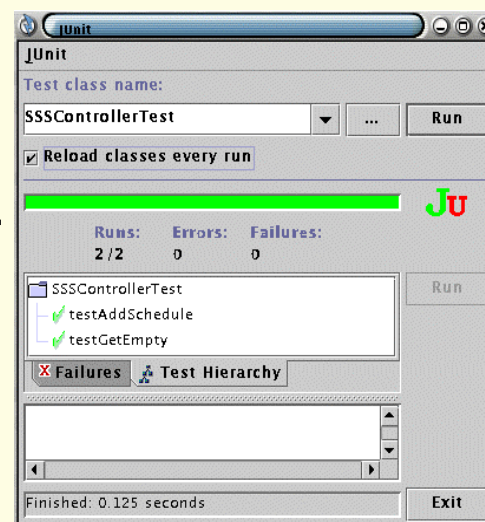 JUnit
JUnit
Test class name:
SSSControllerTest ... Run
Reload classes every run
JU
Runs: Errors: Failures:
2/2 0 0
SSSControllerTest Run
testAddSchedule
testGetEmpty
X Failures Test Hierarchy
Finished: 0.125 seconds Exit